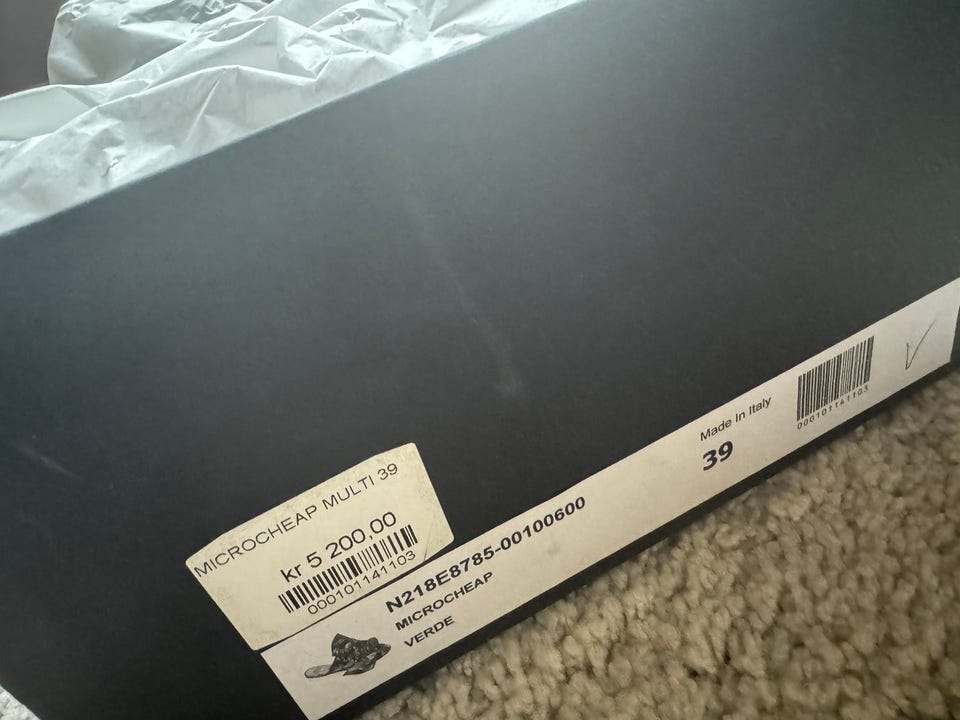 MICROCHEAP MULTI 39
kr 5 200,00
000101141103
N218E8785-00100600
MICROCHEAP
VERDE
Made In Italy
39
000101141103